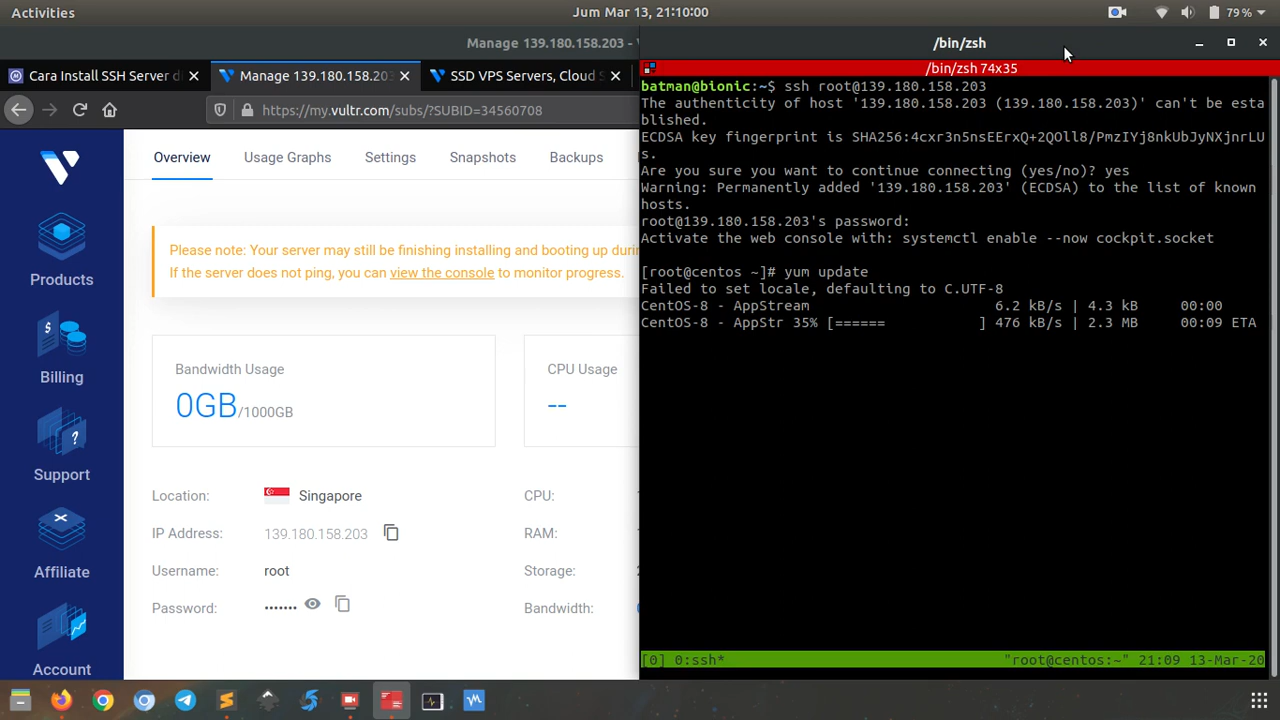 Activities
Jum Mar 13, 21:10:00
79 %
Manage 139.180.158.203 -
/bin/zsh
Cara Install SSH Server d
Manage 139.180.158.203
SSD VPS Servers, Cloud S
/bin/zsh 74x35
https://my.vultr.com/subs/?SUBID=34560708
Products
Billing
Support
Affiliate
Account
Overview
Usage Graphs
Settings
Snapshots
Backups
Please note: Your server may still be finishing installing and booting up duri
If the server does not ping, you can view the console to monitor progress.
Bandwidth Usage
0GB/1000GB
CPU Usage
--
Location: Singapore
IP Address: 139.180.158.203
Username: root
Password: •••••••
CPU:
RAM:
Storage:
Bandwidth:
batman@bionic:~$ ssh root@139.180.158.203
The authenticity of host '139.180.158.203 (139.180.158.203)' can't be esta
blished.
ECDSA key fingerprint is SHA256:4cxr3n5nsEErxQ+2QOll8/PmzIYj8nkUbJyNXjnrLU
s.
Are you sure you want to continue connecting (yes/no)? yes
Warning: Permanently added '139.180.158.203' (ECDSA) to the list of known
hosts.
root@139.180.158.203's password:
Activate the web console with: systemctl enable --now cockpit.socket
[root@centos ~]# yum update
Failed to set locale, defaulting to C.UTF-8
CentOS-8 - AppStream 6.2 kB/s | 4.3 kB 00:00
CentOS-8 - AppStr 35% [====== ] 476 kB/s | 2.3 MB 00:09 ETA
[0] 0:ssh* "root@centos:~" 21:09 13-Mar-20